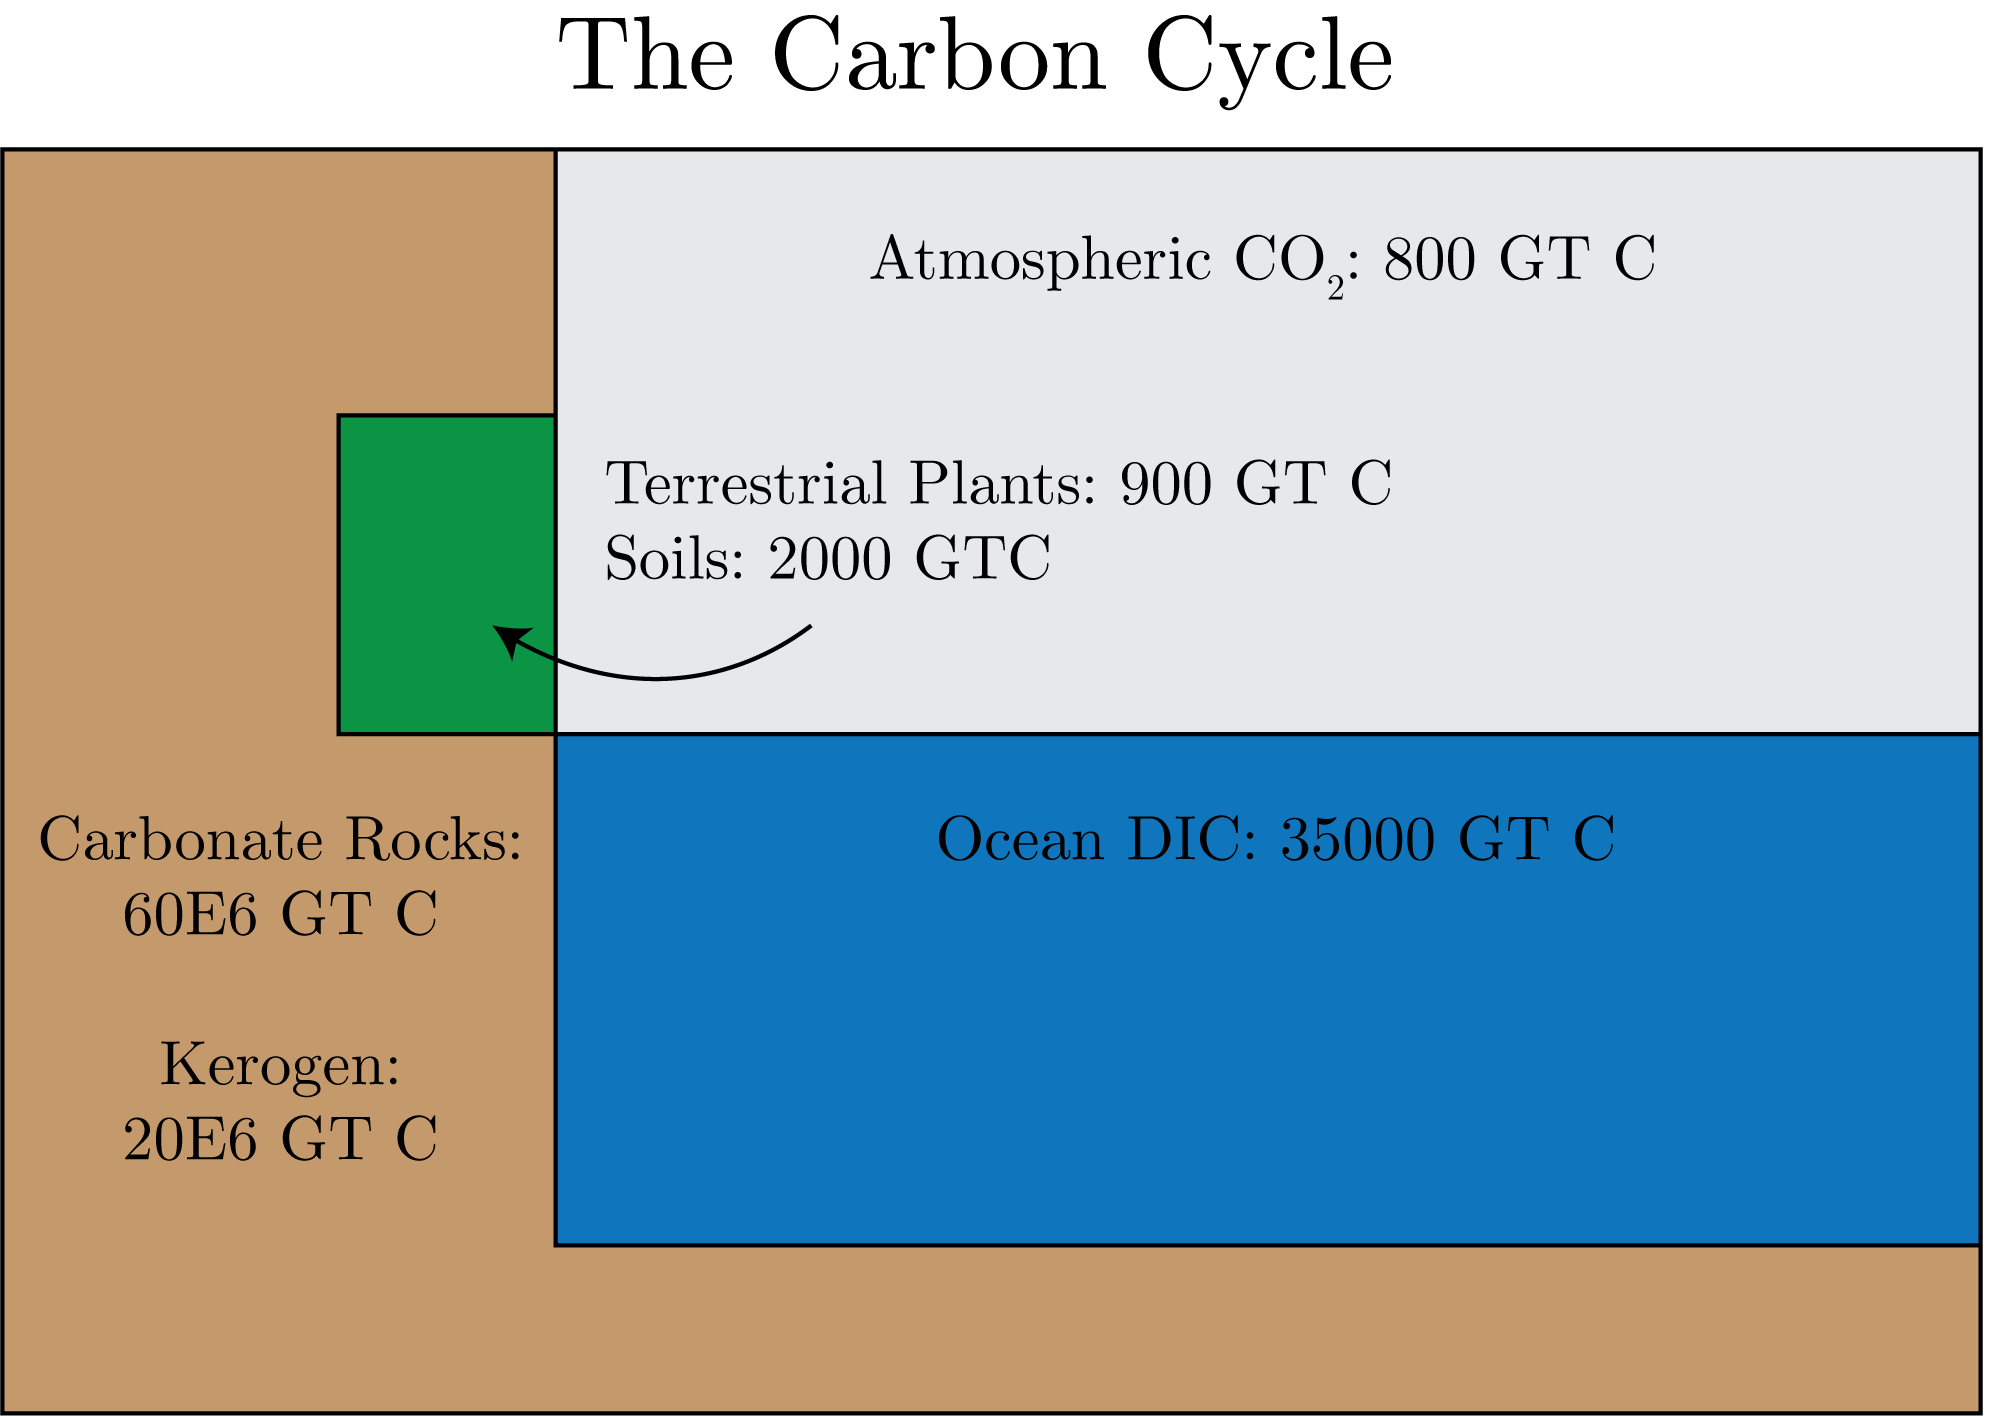 The Carbon Cycle
Atmospheric CO₂: 800 GT C
Terrestrial Plants: 900 GT C
Soils: 2000 GTC
Carbonate Rocks:
60E6 GT C
Kerogen:
20E6 GT C
Ocean DIC: 35000 GT C